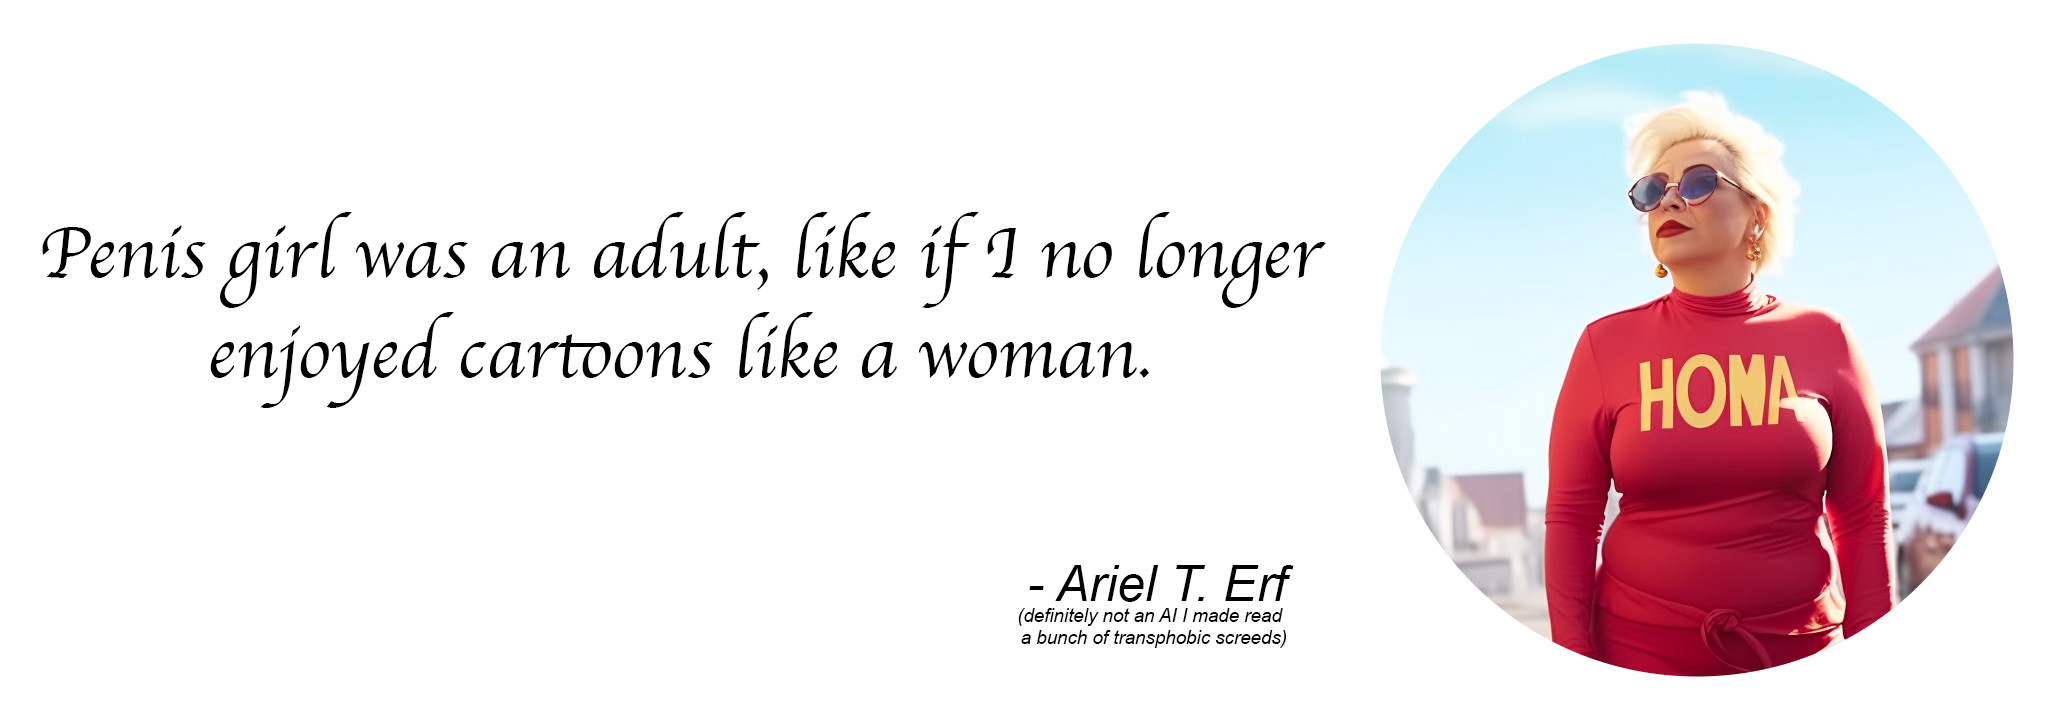 Penis girl was an adult, like if I no longer
enjoyed cartoons like a woman.
- Ariel T. Erf
(definitely not an AI I made read
a bunch of transphobic screeds)
HOMA